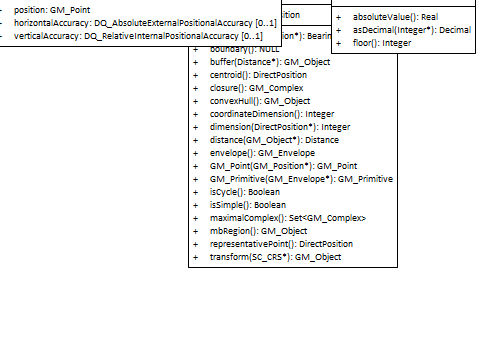 + position: GM_Point
+ horizontalAccuracy: DQ_AbsoluteExternalPositionalAccuracy [0..1]
+ verticalAccuracy: DQ_RelativeInternalPositionalAccuracy [0..1]
+ absoluteValue(): Real
+ asDecimal(Integer*): Decimal
+ floor(): Integer
+ boundary(): NULL
+ buffer(Distance*): GM_Object
+ centroid(): DirectPosition
+ closure(): GM_Complex
+ convexHull(): GM_Object
+ coordinateDimension(): Integer
+ dimension(DirectPosition*): Integer
+ distance(GM_Object*): Distance
+ envelope(): GM_Envelope
+ GM_Point(GM_Position*): GM_Point
+ GM_Primitive(GM_Envelope*): GM_Primitive
+ isCycle(): Boolean
+ isSimple(): Boolean
+ maximalComplex(): Set<GM_Complex>
+ mbRegion(): GM_Object
+ representativePoint(): DirectPosition
+ transform(SC_CRS*): GM_Object